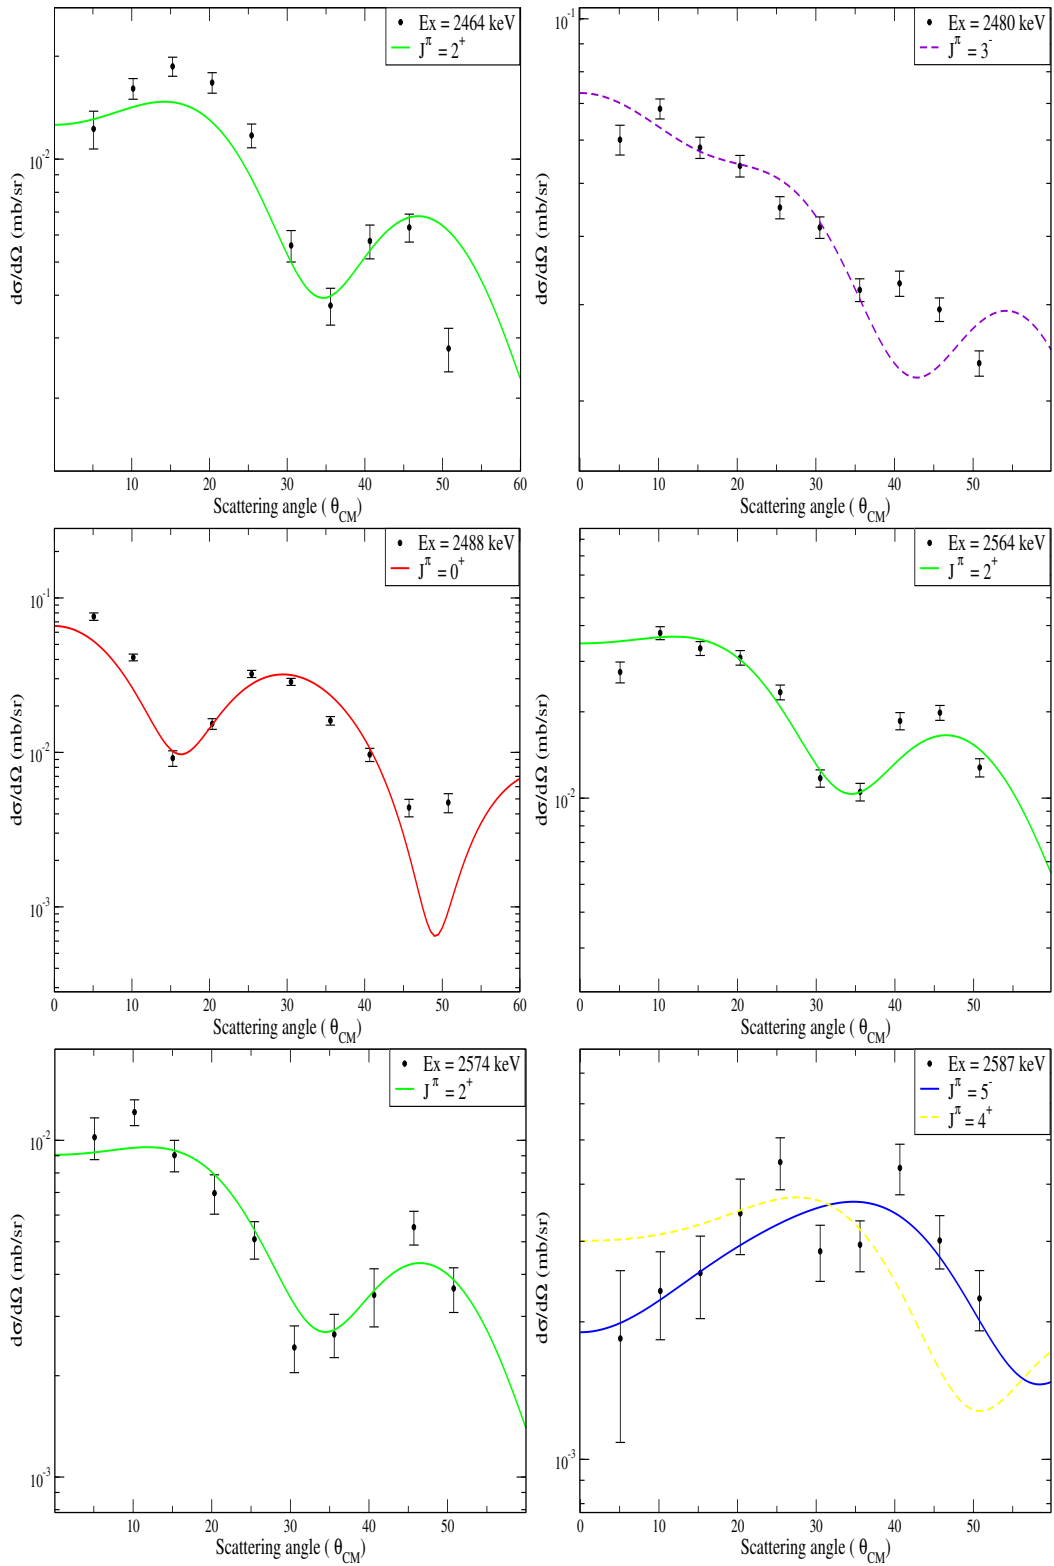 Ex = 2464 keV
J^π = 2^+
10^-2
dσ/dΩ (mb/sr)
10 20 30 40 50 60
Scattering angle ( θ_CM)
Ex = 2480 keV
J^π = 3^-
10^-1
dσ/dΩ (mb/sr)
0 10 20 30 40 50
Scattering angle ( θ_CM)
Ex = 2488 keV
J^π = 0^+
10^-1
10^-2
10^-3
dσ/dΩ (mb/sr)
0 10 20 30 40 50 60
Scattering angle ( θ_CM)
Ex = 2564 keV
J^π = 2^+
10^-2
dσ/dΩ (mb/sr)
0 10 20 30 40 50
Scattering angle ( θ_CM)
Ex = 2574 keV
J^π = 2^+
10^-2
10^-3
dσ/dΩ (mb/sr)
10 20 30 40 50 60
Scattering angle ( θ_CM)
Ex = 2587 keV
J^π = 5^-
J^π = 4^+
10^-3
dσ/dΩ (mb/sr)
0 10 20 30 40 50
Scattering angle ( θ_CM)